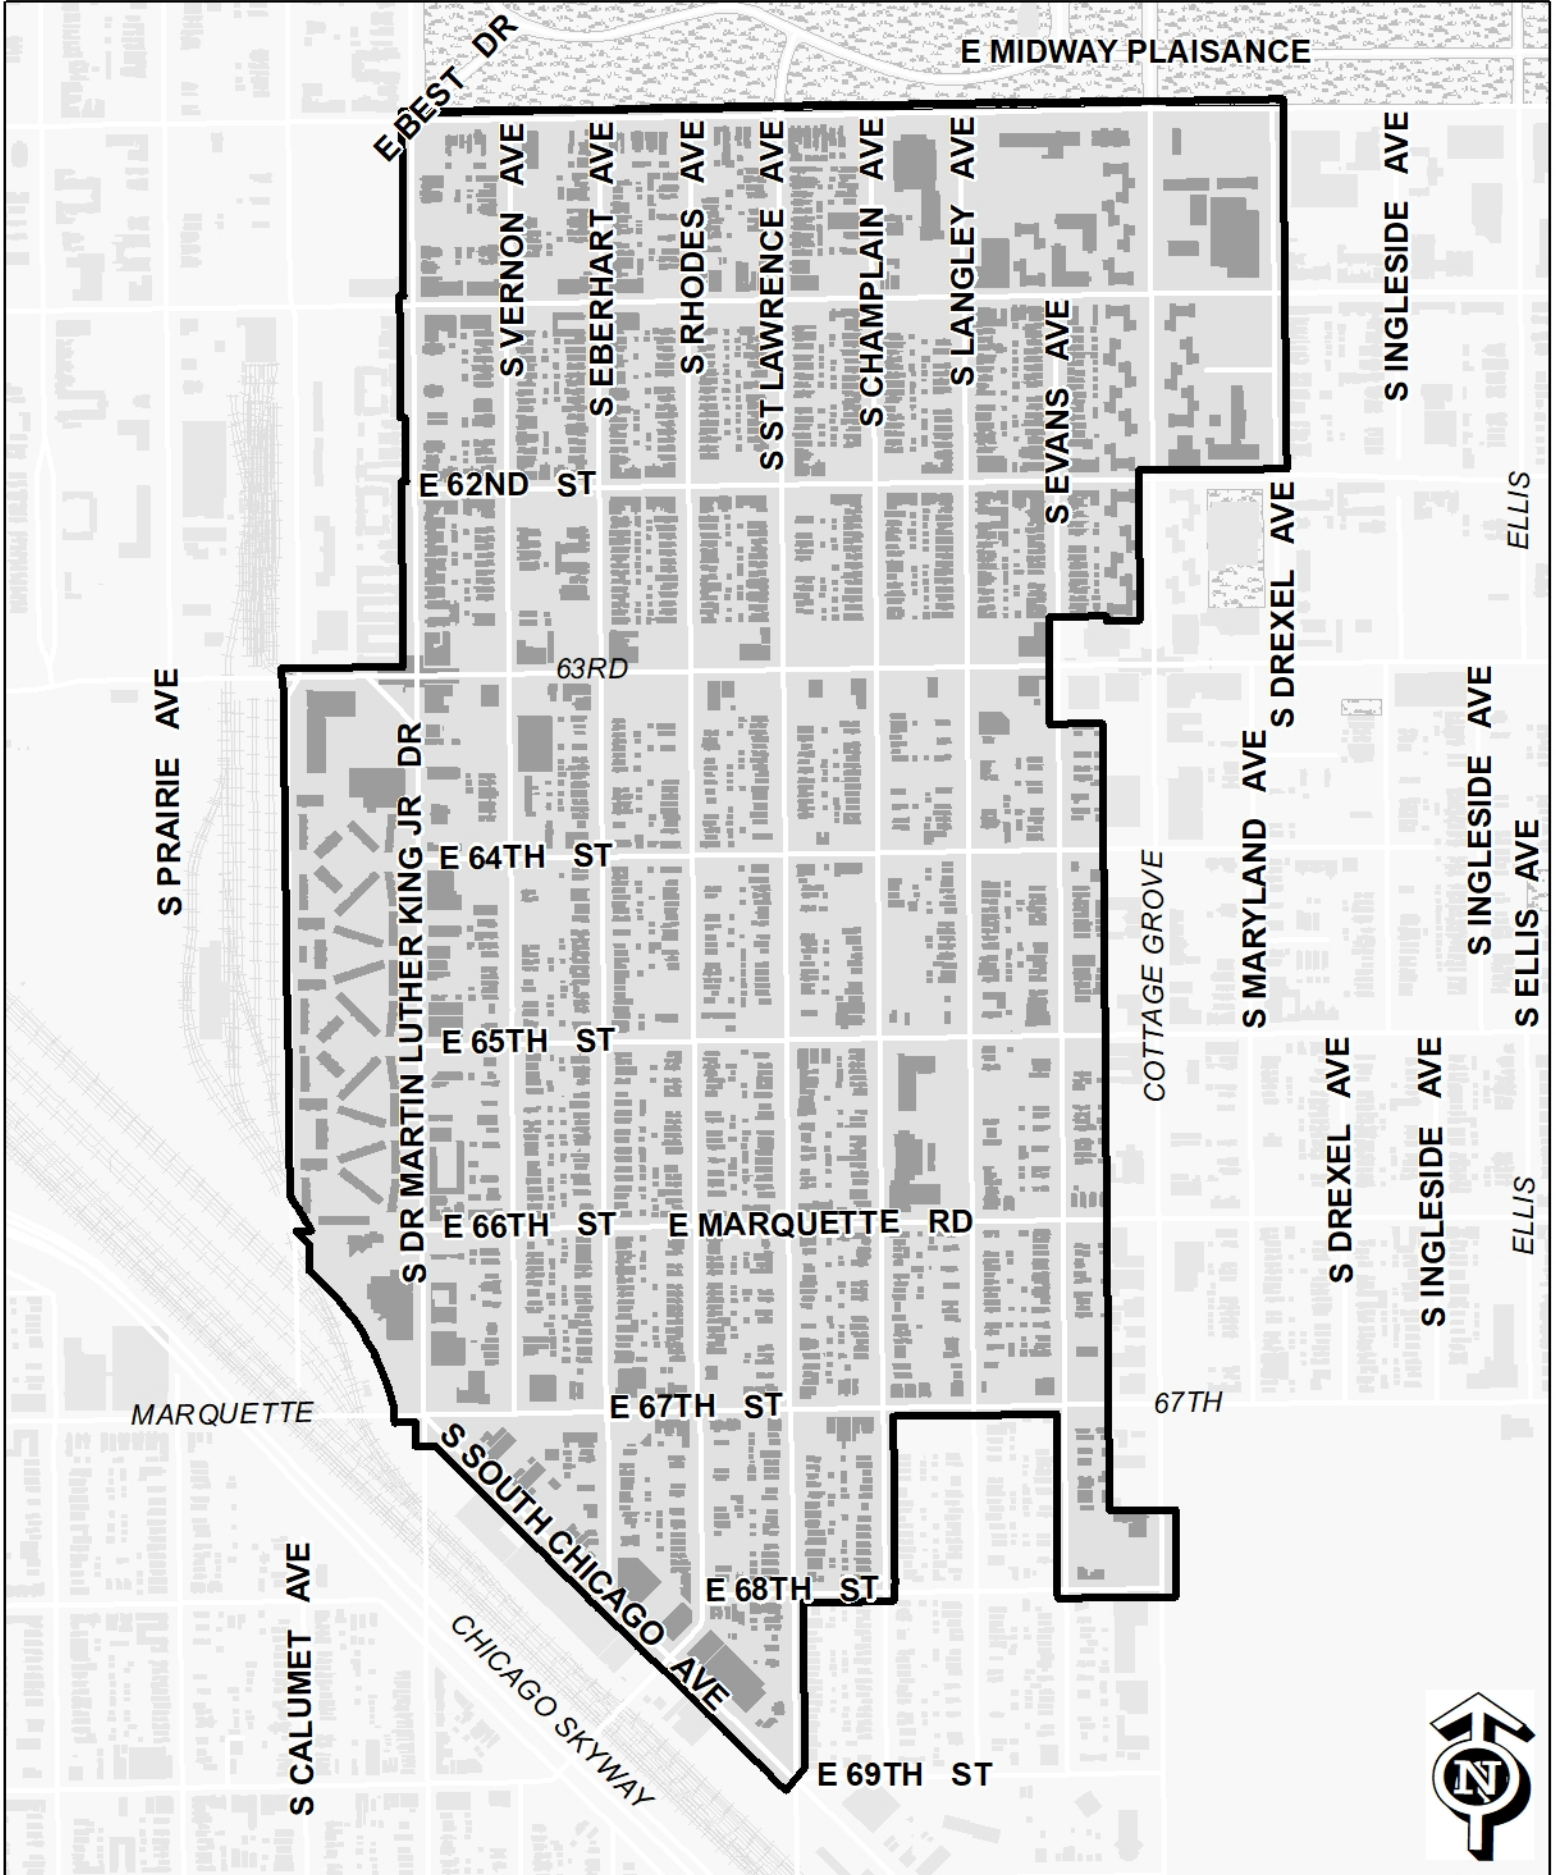 E BEST DR
E MIDWAY PLAISANCE
S VERNON AVE
S EBERHART AVE
S RHODES AVE
S ST LAWRENCE AVE
S CHAMPLAIN AVE
S LANGLEY AVE
S EVANS AVE
S INGLESIDE AVE
E 62ND ST
ELLIS
S DREXEL AVE
63RD
S PRAIRIE AVE
S DR MARTIN LUTHER KING JR DR
S MARYLAND AVE
S INGLESIDE AVE
S ELLIS AVE
E 64TH ST
COTTAGE GROVE
E 65TH ST
S DREXEL AVE
S INGLESIDE AVE
ELLIS
E 66TH ST
E MARQUETTE RD
MARQUETTE
E 67TH ST
67TH
S SOUTH CHICAGO AVE
E 68TH ST
S CALUMET AVE
CHICAGO SKYWAY
E 69TH ST
N